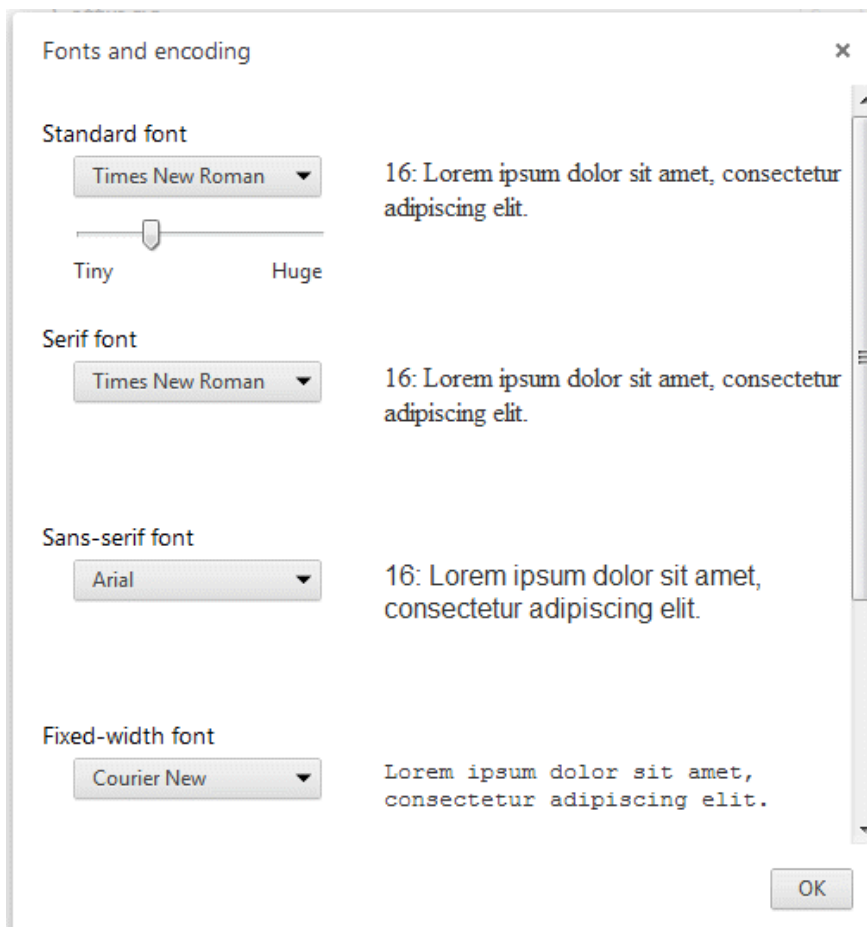 Fonts and encoding
Standard font
Times New Roman
16: Lorem ipsum dolor sit amet, consectetur
adipiscing elit.
Tiny Huge
Serif font
Times New Roman
16: Lorem ipsum dolor sit amet, consectetur
adipiscing elit.
Sans-serif font
Arial
16: Lorem ipsum dolor sit amet,
consectetur adipiscing elit.
Fixed-width font
Courier New
Lorem ipsum dolor sit amet,
consectetur adipiscing elit.
OK